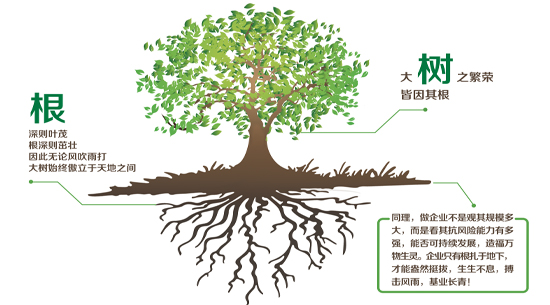 根
深则叶茂
根深则茁壮
因此无论风吹雨打
大树始终傲立于天地之间
大树之繁荣
皆因其根
同理，做企业不是观其规模多
大，而是看其抗风险能力有多
强，能否可持续发展，造福万
物生灵。企业只有根扎于地下，
才能盎然挺拔，生生不息，搏
击风雨，基业长青！